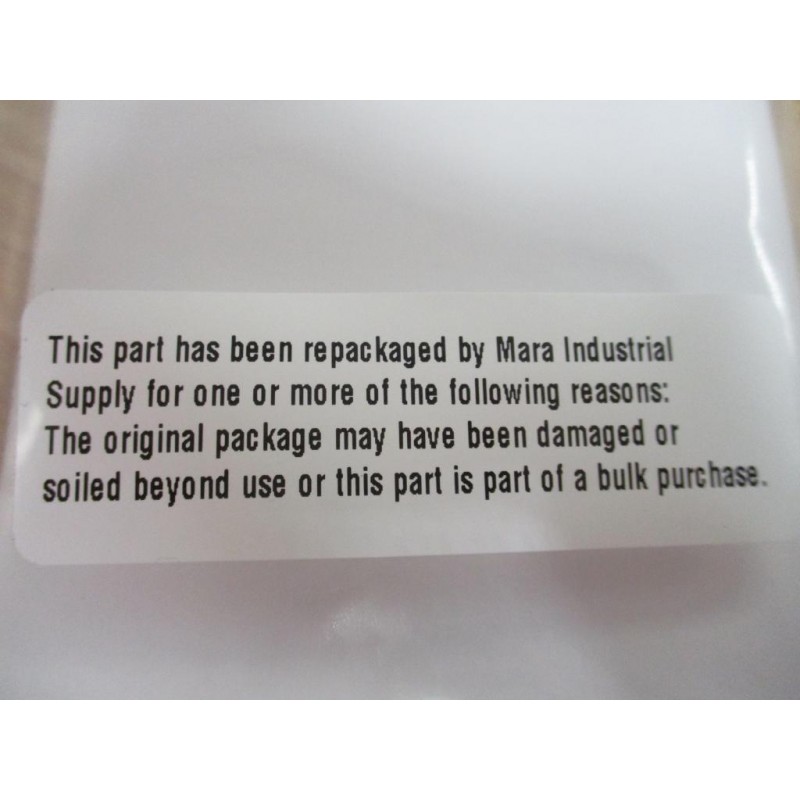 This part has been repackaged by Mara Industrial
Supply for one or more of the following reasons:
The original package may have been damaged or
soiled beyond use or this part is part of a bulk purchase.